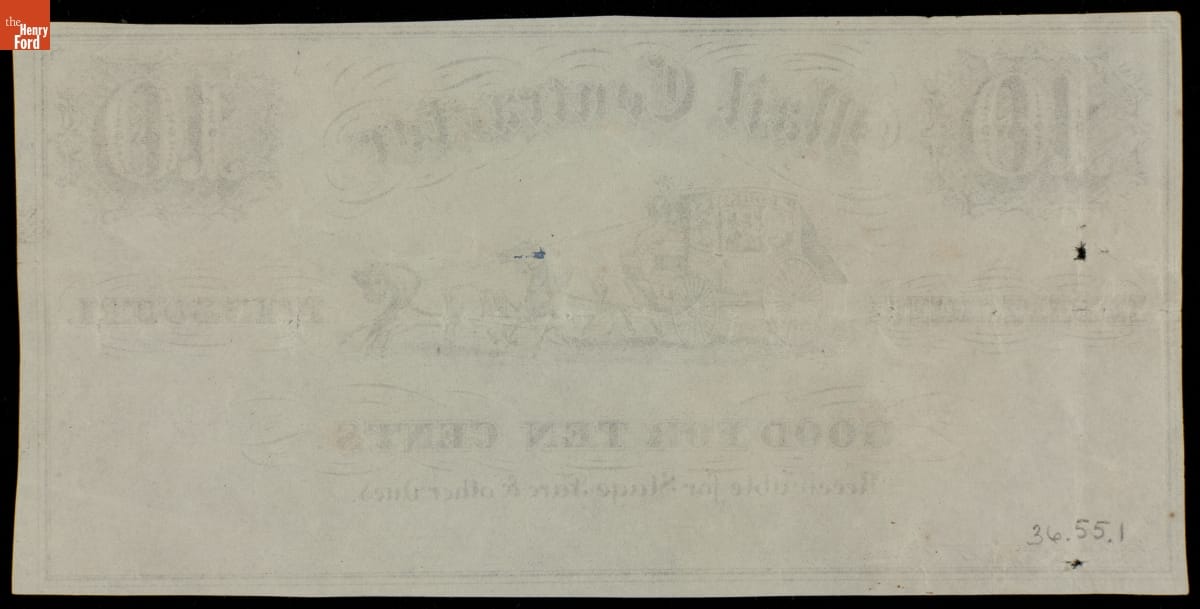 the
Henry
Ford
10
Mail Contractor
10
MISSOURI
GOOD FOR TEN CENTS
Receivable for Stage Fare & other Dues.
36.55.1